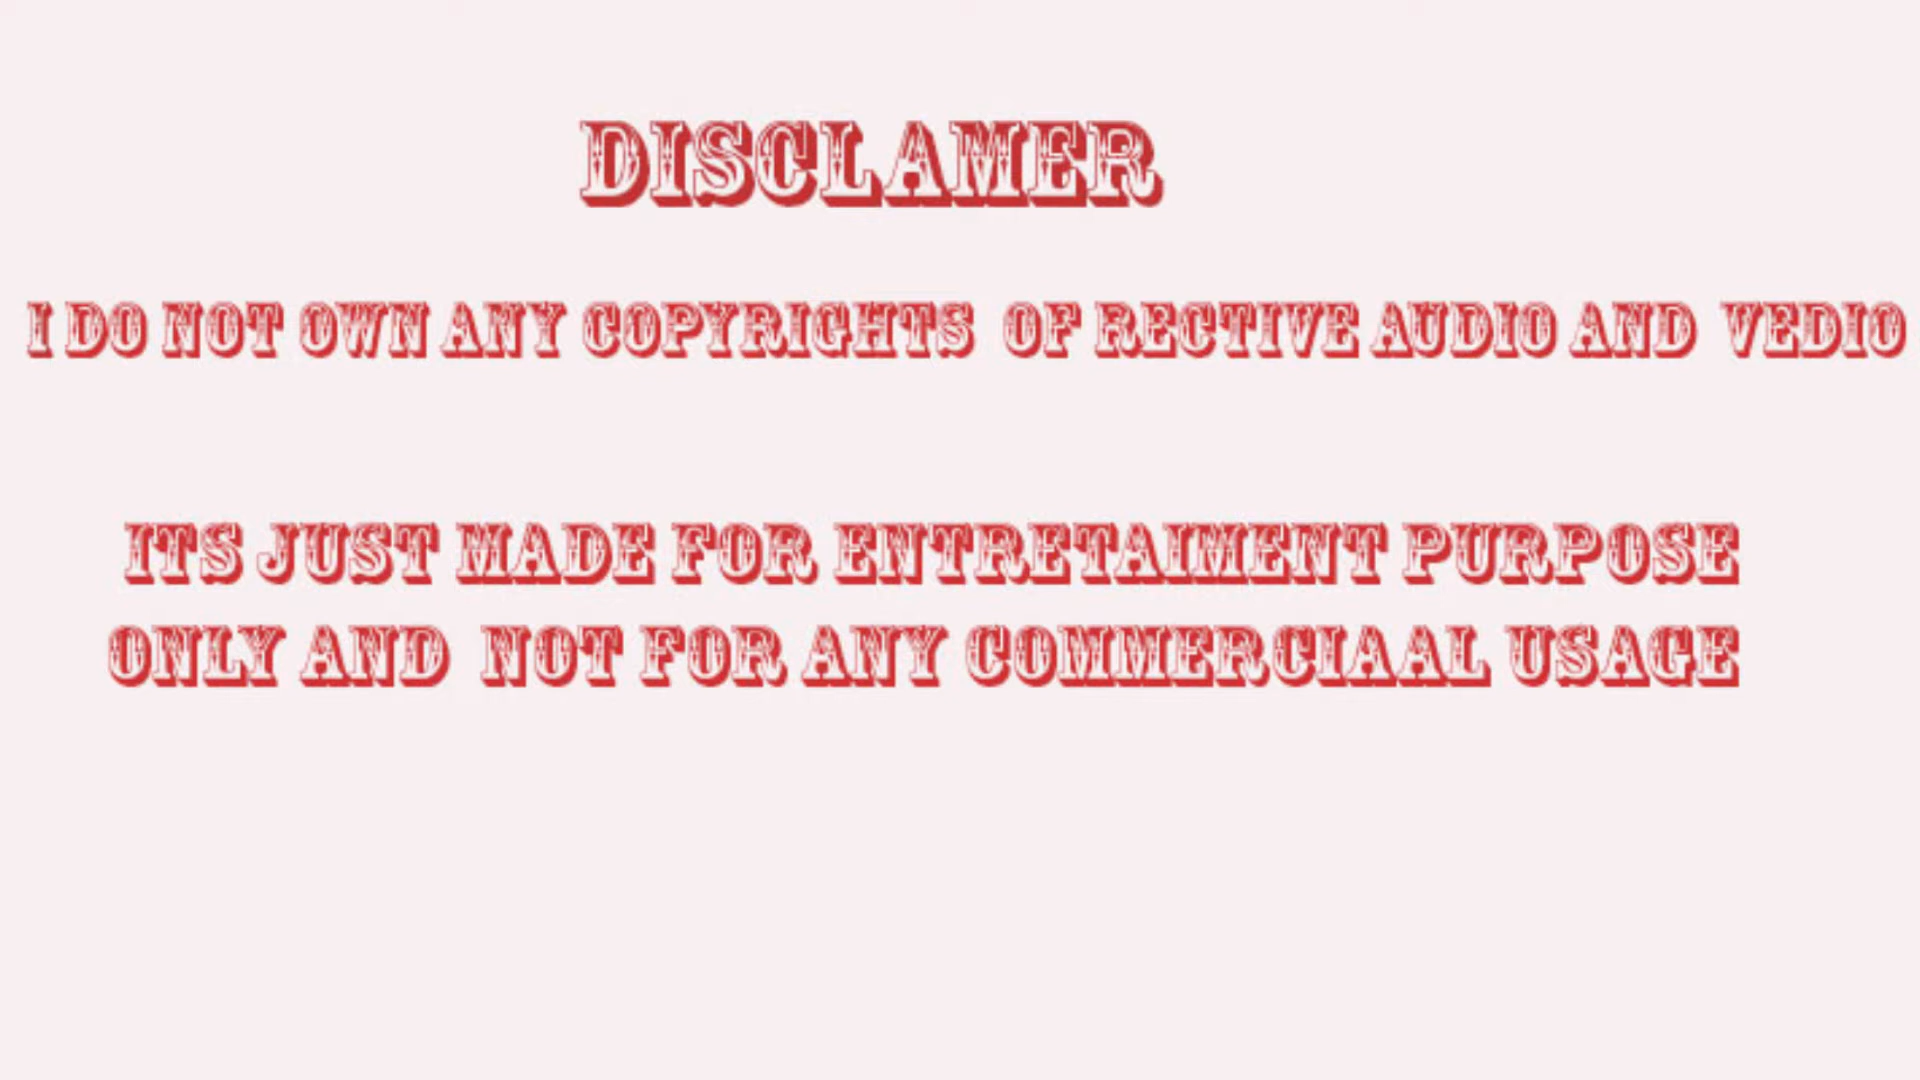 DISCLAMER
I DO NOT OWN ANY COPYRIGHTS OF RECTIVE AUDIO AND VEDIO
ITS JUST MADE FOR ENTRETAIMENT PURPOSE
ONLY AND NOT FOR ANY COMMERCIAAL USAGE